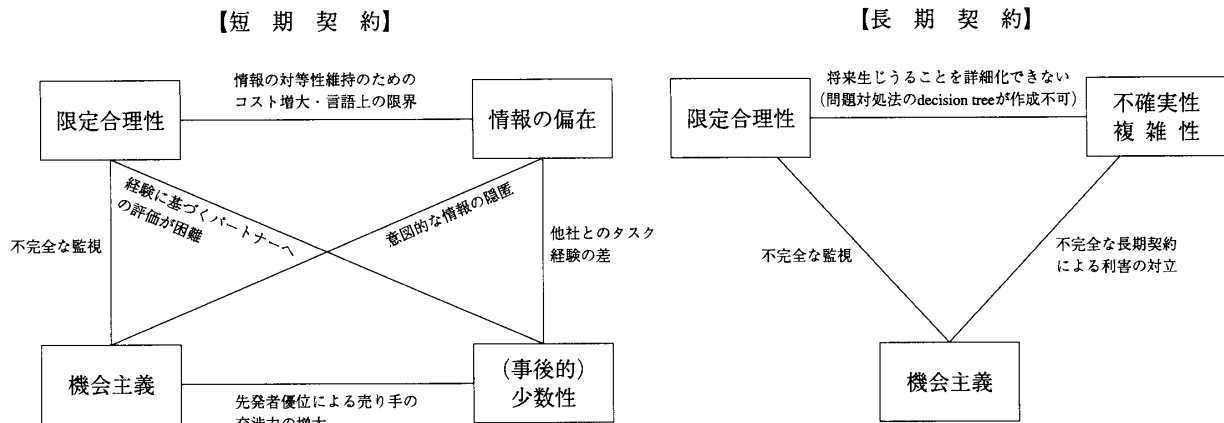 【短 期 契 約】
情報の対等性維持のための
コスト増大・言語上の限界
限定合理性
情報の偏在
経験に基づくパートナーへ
の評価が困難
意図的な情報の隠匿
不完全な監視
他社とのタスク
経験の差
機会主義
(事後的)
少数性
先発者優位による売り手の
交渉力の増大
【長 期 契 約】
将来生じうることを詳細化できない
(問題対処法のdecision treeが作成不可)
限定合理性
不確実性
複 雑 性
不完全な監視
不完全な長期契約
による利害の対立
機会主義